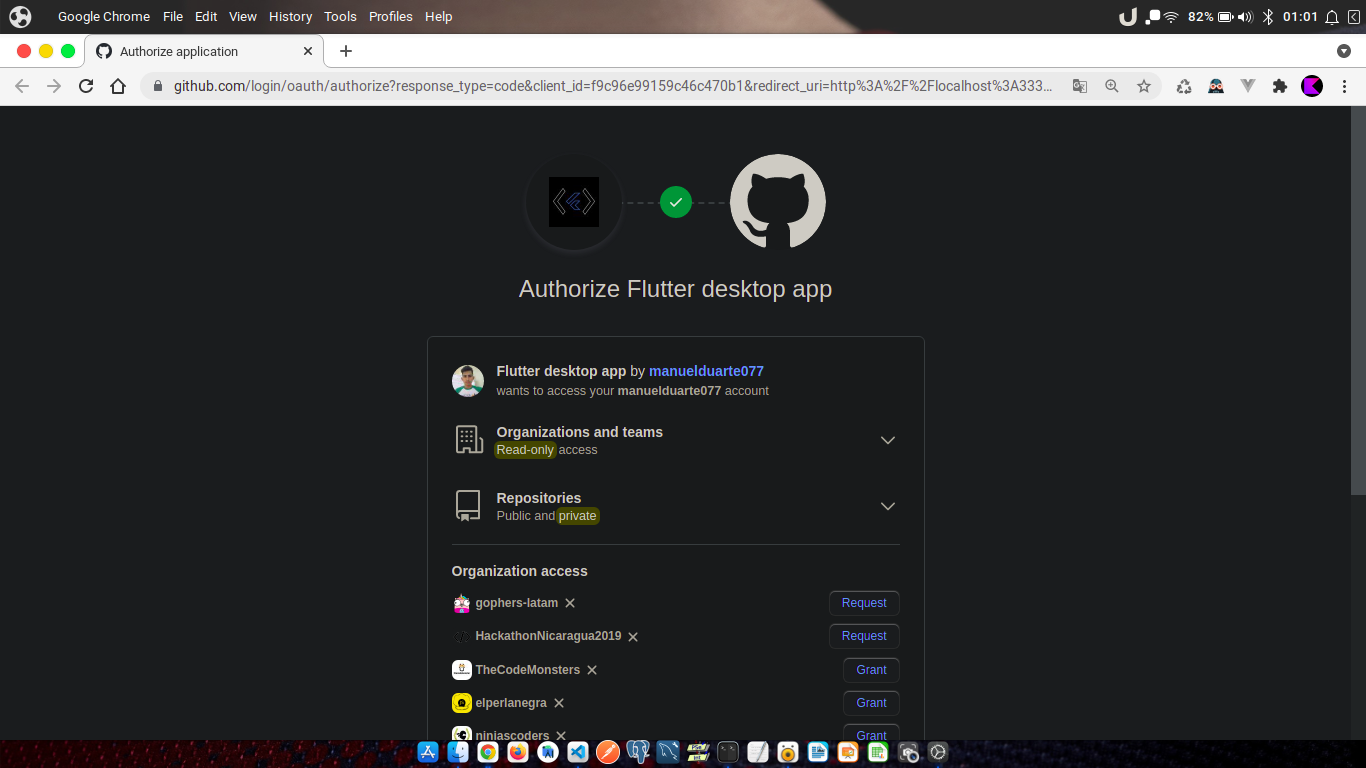 Google Chrome File Edit View History Tools Profiles Help 82% 01:01
Authorize application
github.com/login/oauth/authorize?response_type=code&client_id=f9c96e99159c46c470b1&redirect_uri=http%3A%2F%2Flocalhost%3A333...
Authorize Flutter desktop app
Flutter desktop app by manuelduarte077
wants to access your manuelduarte077 account
Organizations and teams
Read-only access
Repositories
Public and private
Organization access
gophers-latam Request
HackathonNicaragua2019 Request
TheCodeMonsters Grant
elperlanegra Grant
ninjascoders Grant